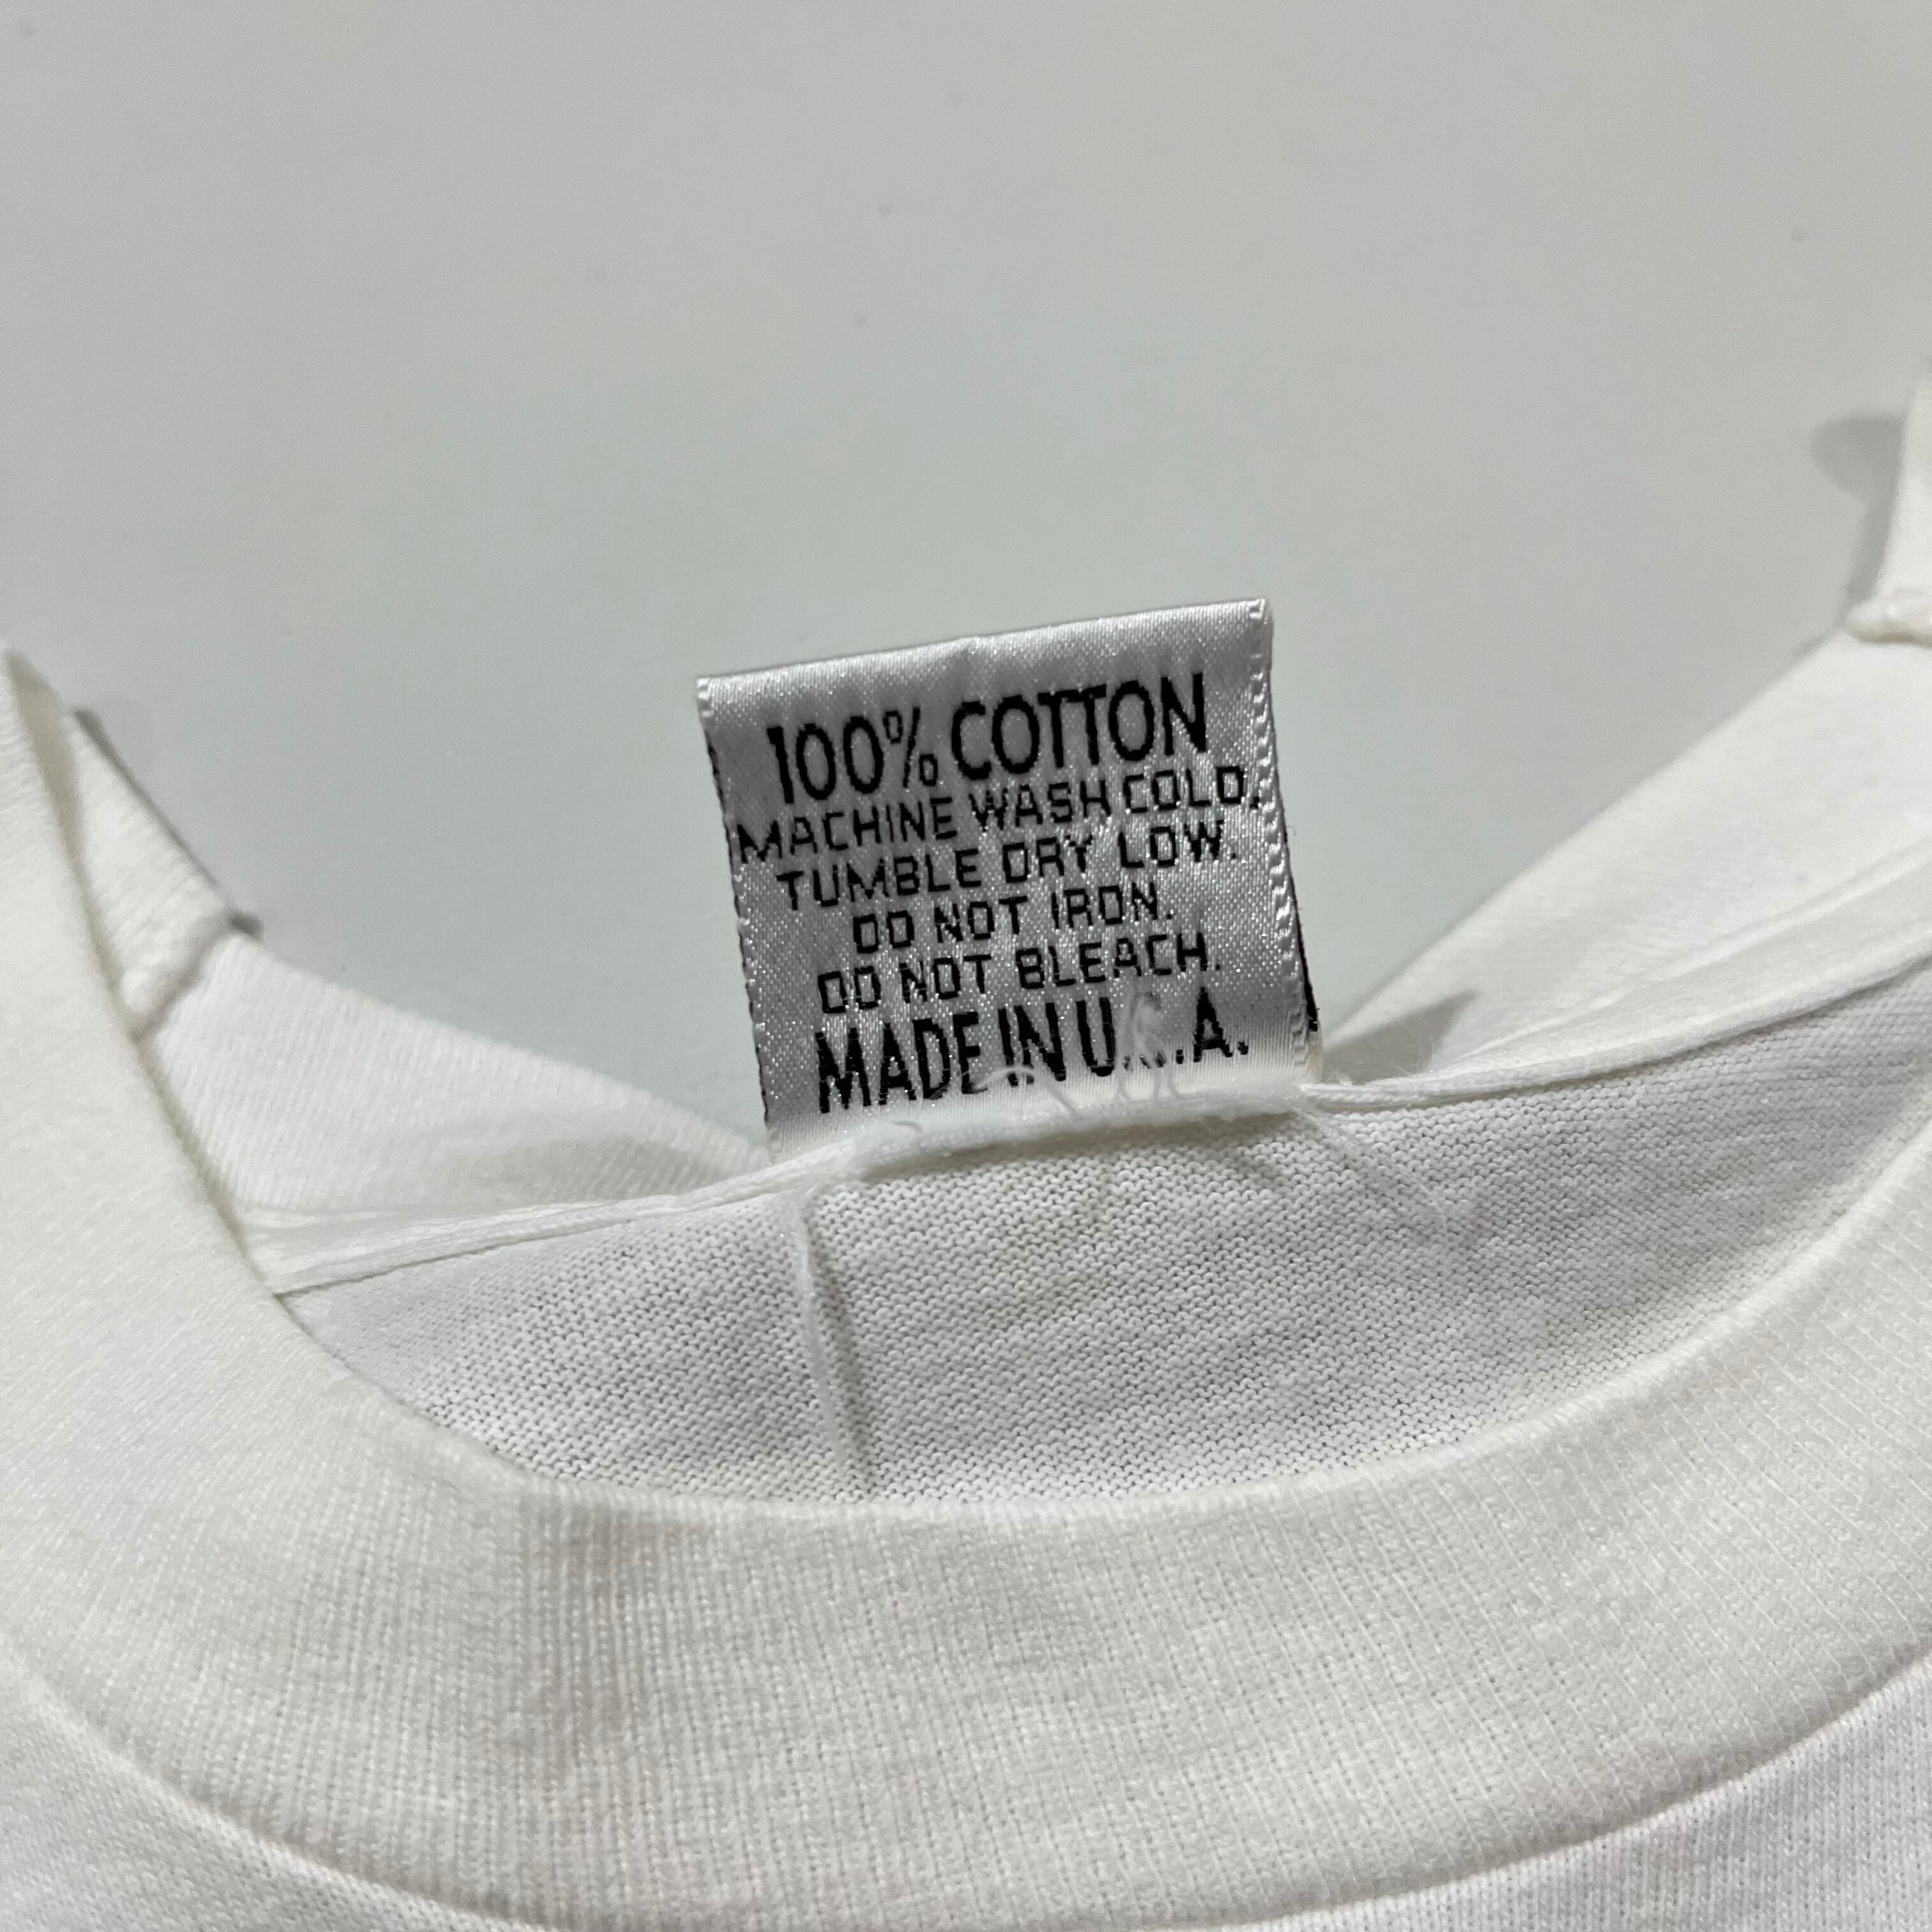 100% COTTON
MACHINE WASH COLD.
TUMBLE DRY LOW.
DO NOT IRON.
DO NOT BLEACH.
MADE IN U.S.A.